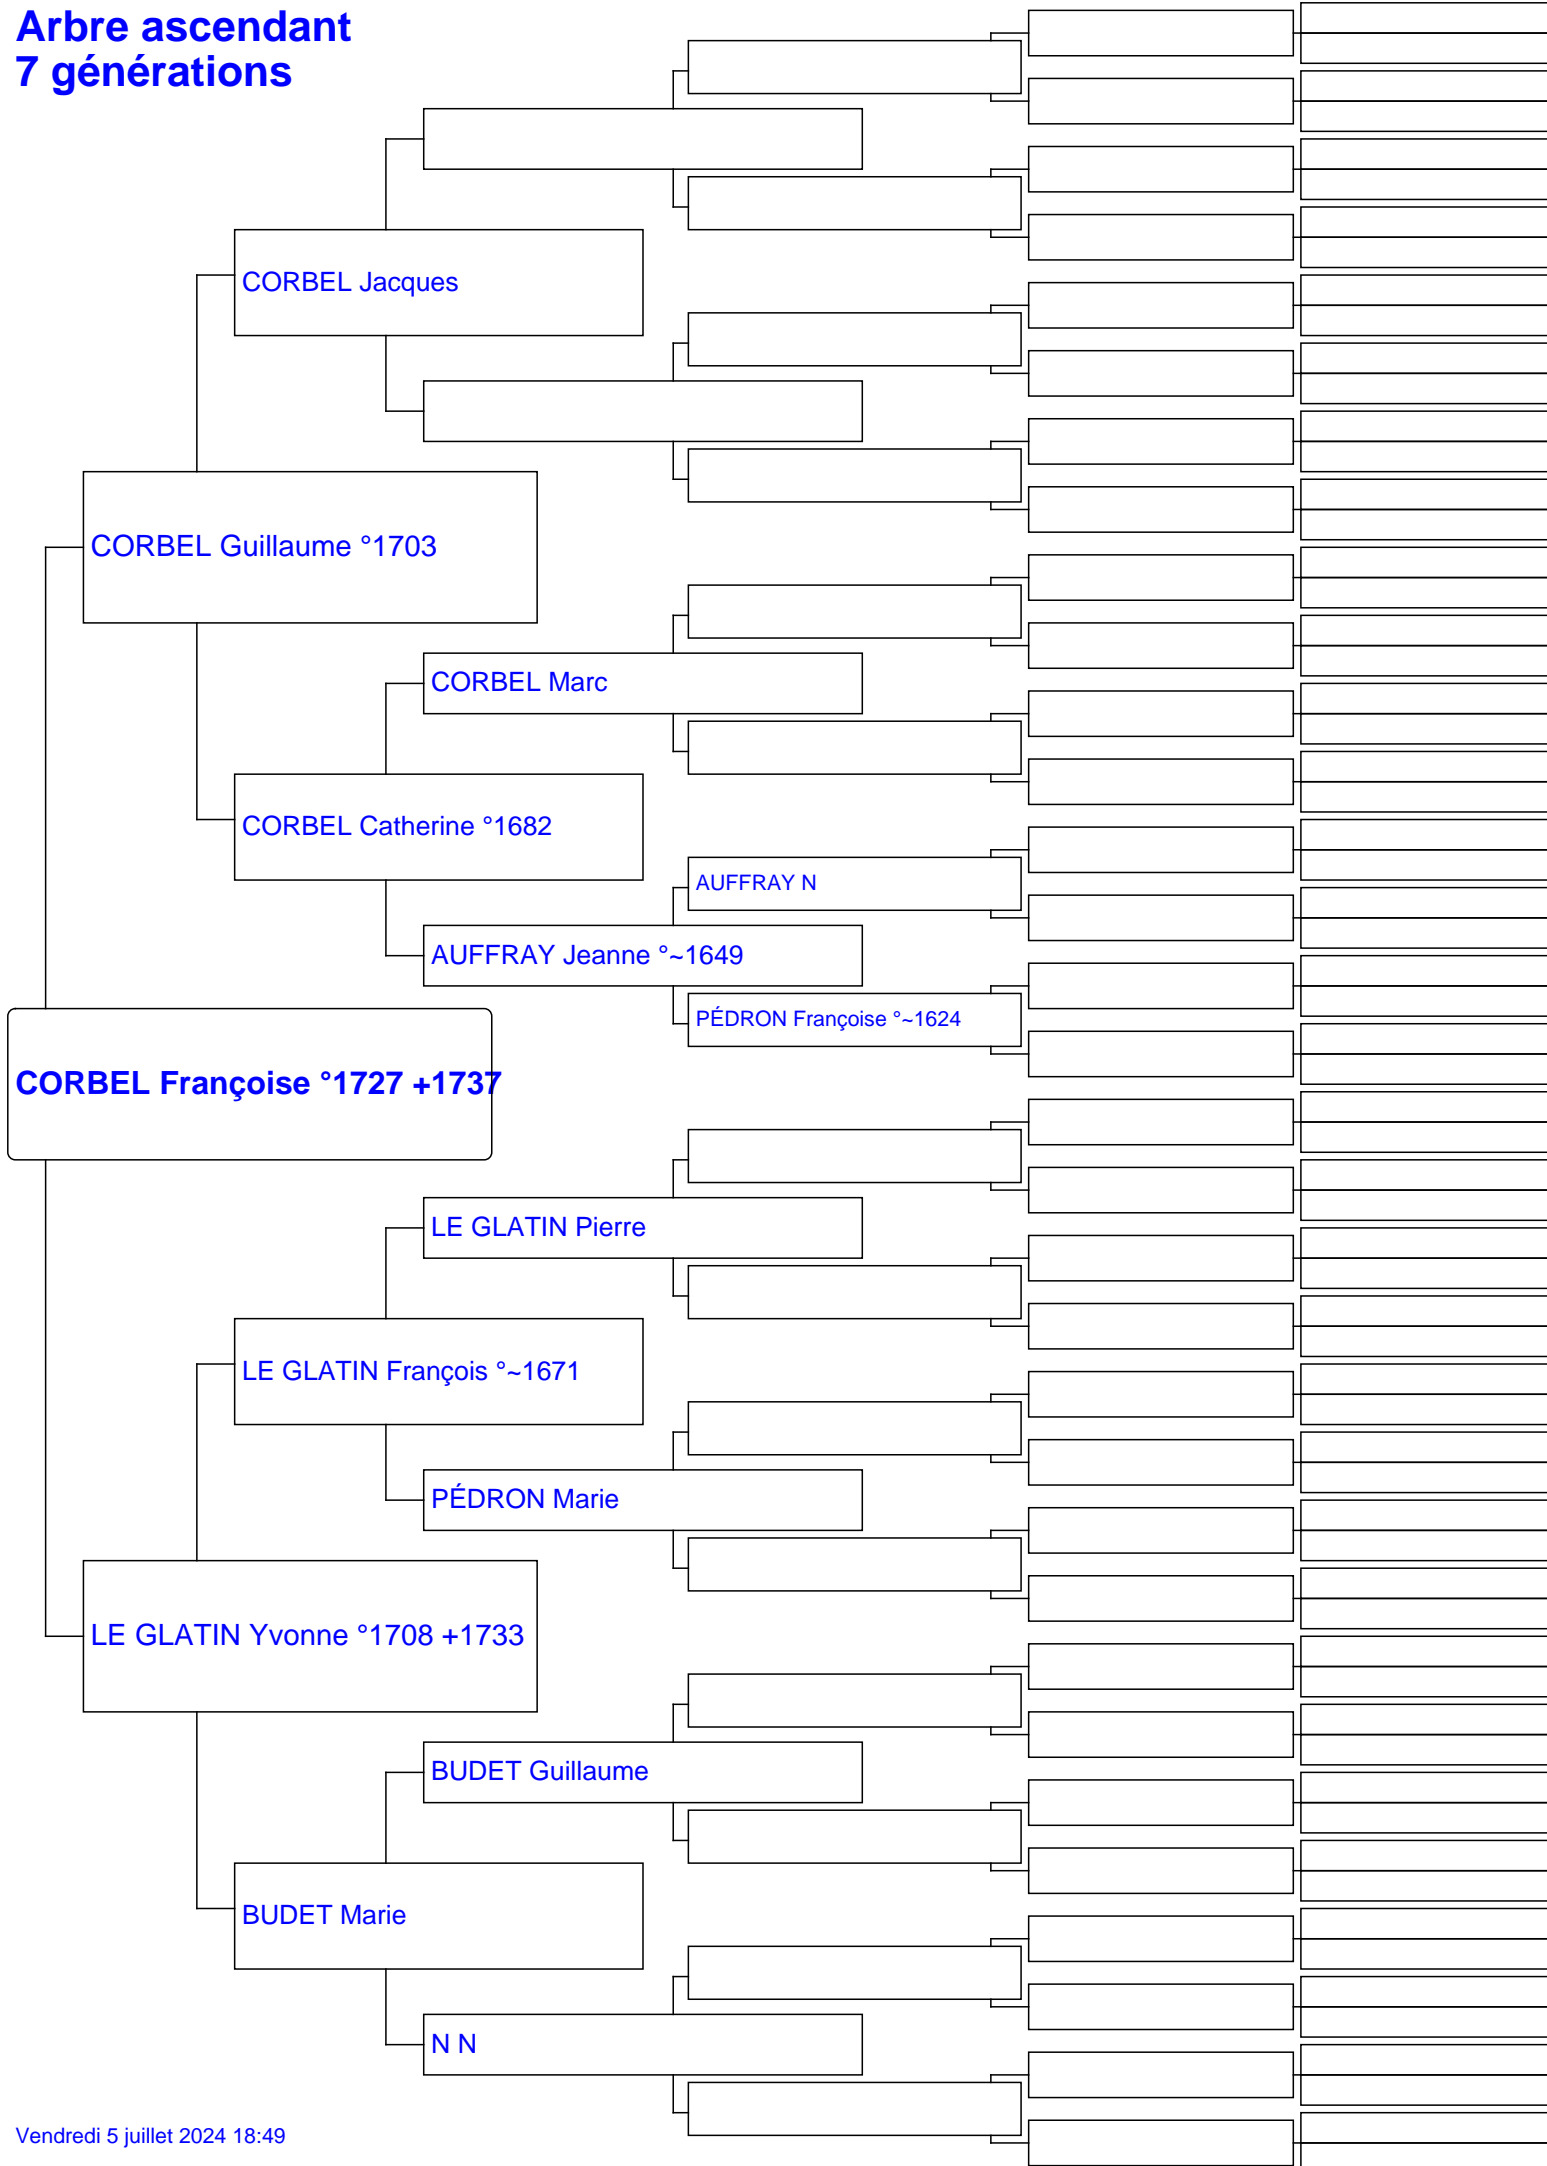 Arbre ascendant
7 générations
CORBEL Jacques
CORBEL Guillaume °1703
CORBEL Marc
CORBEL Catherine °1682
AUFFRAY N
AUFFRAY Jeanne °~1649
PÉDRON Françoise °~1624
CORBEL Françoise °1727 +1737
LE GLATIN Pierre
LE GLATIN François °~1671
PÉDRON Marie
LE GLATIN Yvonne °1708 +1733
BUDET Guillaume
BUDET Marie
N N
Vendredi 5 juillet 2024 18:49